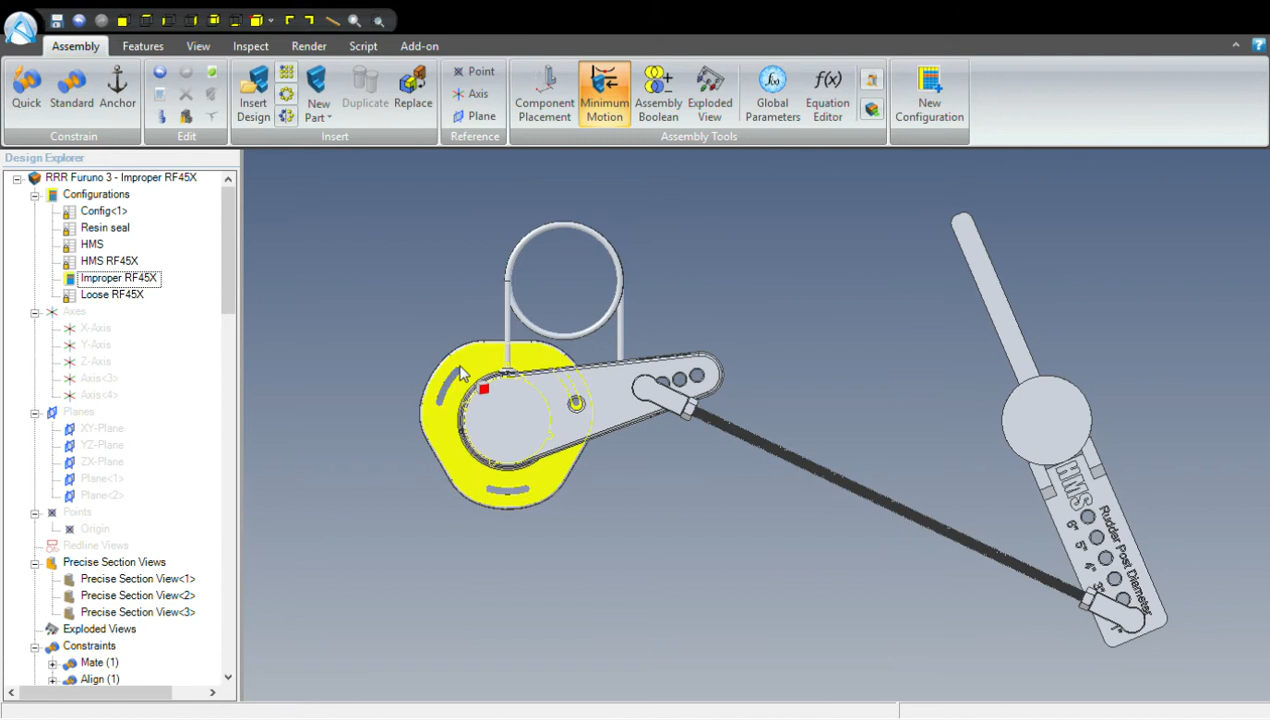 Assembly Features View Inspect Render Script Add-on
Quick Standard Anchor
Insert Design New Part Duplicate Replace
Point
Axis
Plane
Component Placement Minimum Motion Assembly Boolean Exploded View Global Parameters f(x) Equation Editor New Configuration
Constrain Edit Insert Reference Assembly Tools
Design Explorer
RRR Furuno 3 - Improper RF45X
Configurations
Config<1>
Resin seal
HMS
HMS RF45X
Improper RF45X
Loose RF45X
Axes
X-Axis
Y-Axis
Z-Axis
Axis<3>
Axis<4>
Planes
XY-Plane
YZ-Plane
ZX-Plane
Plane<1>
Plane<2>
Points
Origin
Redline Views
Precise Section Views
Precise Section View<1>
Precise Section View<2>
Precise Section View<3>
Exploded Views
Constraints
Mate (1)
Align (1)
HMS
Rudder Post Diameter
6"
5"
4"
3"
1"